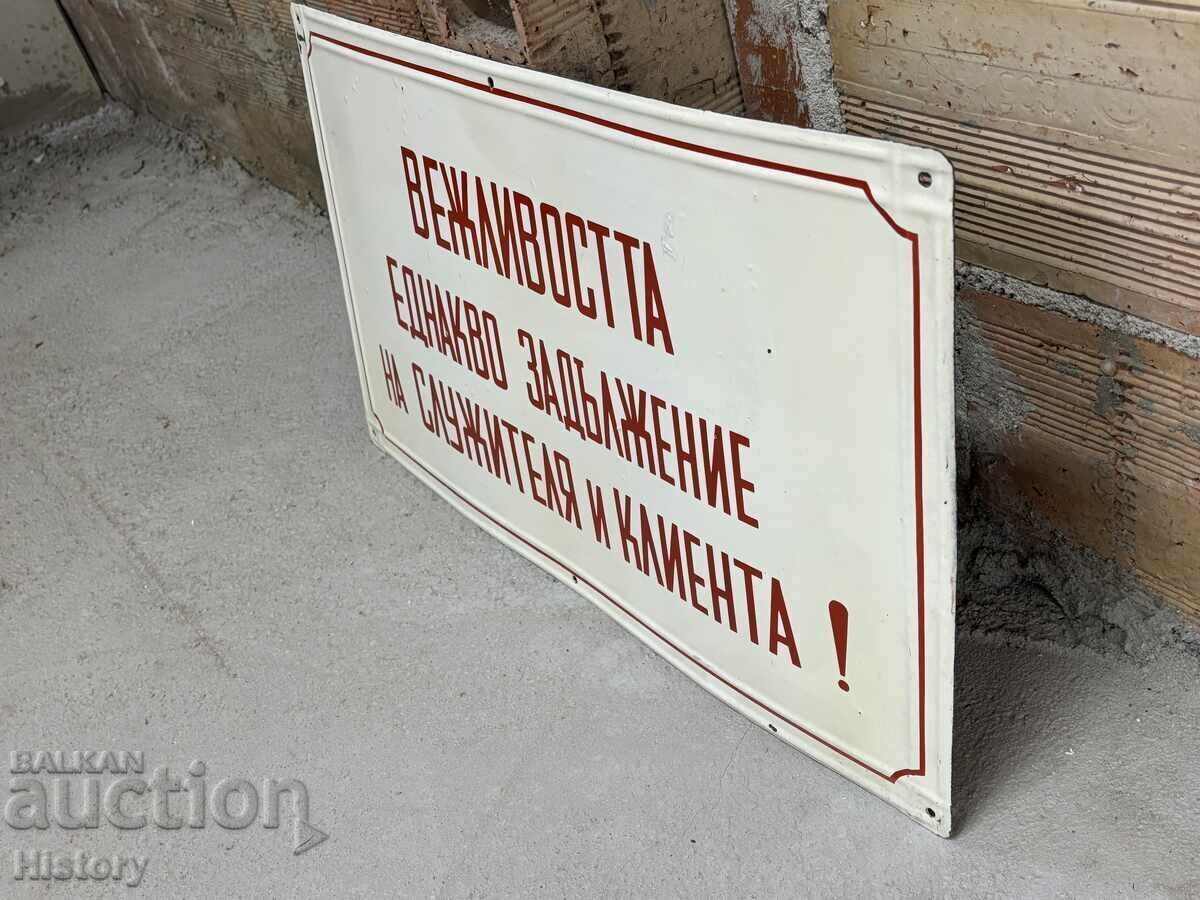 ВЕЖЛИВОСТТА
ЕДНАКВО ЗАДЪЛЖЕНИЕ
НА СЛУЖИТЕЛЯ И КЛИЕНТА !
BALKAN
auction
History